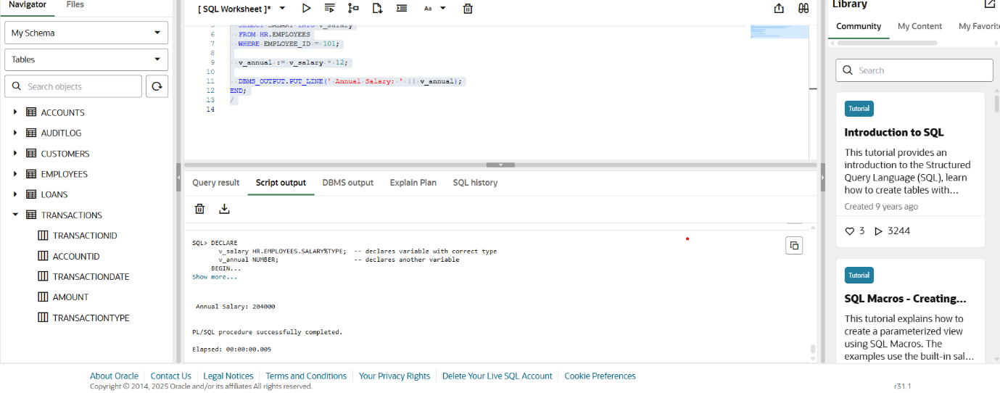 Navigator Files
My Schema
Tables
Search objects
ACCOUNTS
AUDITLOG
CUSTOMERS
EMPLOYEES
LOANS
TRANSACTIONS
TRANSACTIONID
ACCOUNTID
TRANSACTIONDATE
AMOUNT
TRANSACTIONTYPE
[ SQL Worksheet ]* Aa
5 SELECT SALARY INTO v_salary
6 FROM HR.EMPLOYEES
7 WHERE EMPLOYEE_ID = 101;
8
9 v_annual := v_salary * 12;
10
11 DBMS_OUTPUT.PUT_LINE(' Annual Salary: ' || v_annual);
12 END;
13 /
14
Query result Script output DBMS output Explain Plan SQL history
SQL> DECLARE
v_salary HR.EMPLOYEES.SALARY%TYPE; -- declares variable with correct type
v_annual NUMBER; -- declares another variable
BEGIN...
Show more...
Annual Salary: 204000
PL/SQL procedure successfully completed.
Elapsed: 00:00:00.005
Library
Community My Content My Favorit
Search
Tutorial
Introduction to SQL
This tutorial provides an
introduction to the Structured
Query Language (SQL), learn
how to create tables with...
Created 9 years ago
3 3244
Tutorial
SQL Macros - Creating...
This tutorial explains how to
create a parameterized view
using SQL Macros. The
examples use the built-in sal...
About Oracle Contact Us Legal Notices Terms and Conditions Your Privacy Rights Delete Your Live SQL Account Cookie Preferences
Copyright © 2014, 2025 Oracle and/or its affiliates All rights reserved.
r31.1